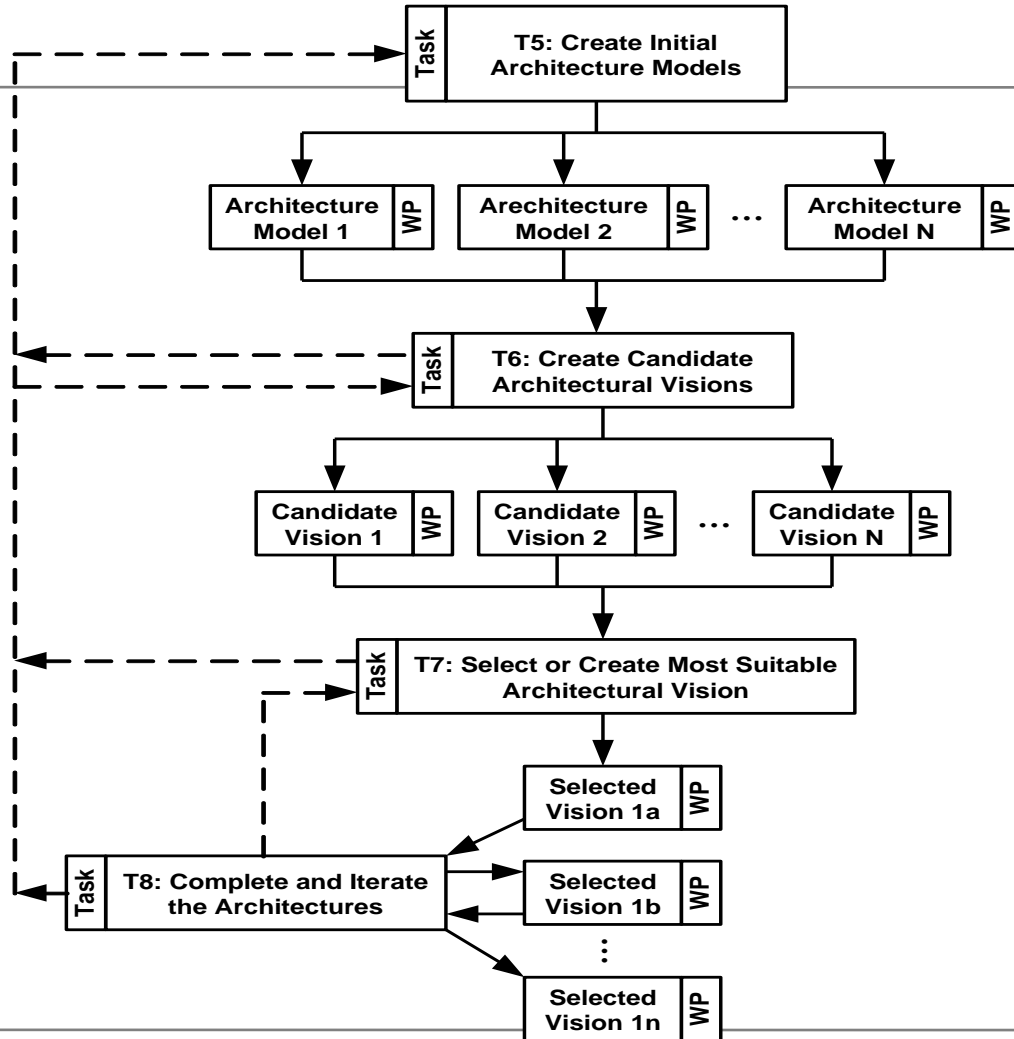 Task
T5: Create Initial
Architecture Models
Architecture
Model 1
WP
Arechitecture
Model 2
WP
...
Architecture
Model N
WP
Task
T6: Create Candidate
Architectural Visions
Candidate
Vision 1
WP
Candidate
Vision 2
WP
...
Candidate
Vision N
WP
Task
T7: Select or Create Most Suitable
Architectural Vision
Selected
Vision 1a
WP
Task
T8: Complete and Iterate
the Architectures
Selected
Vision 1b
WP
...
Selected
Vision 1n
WP